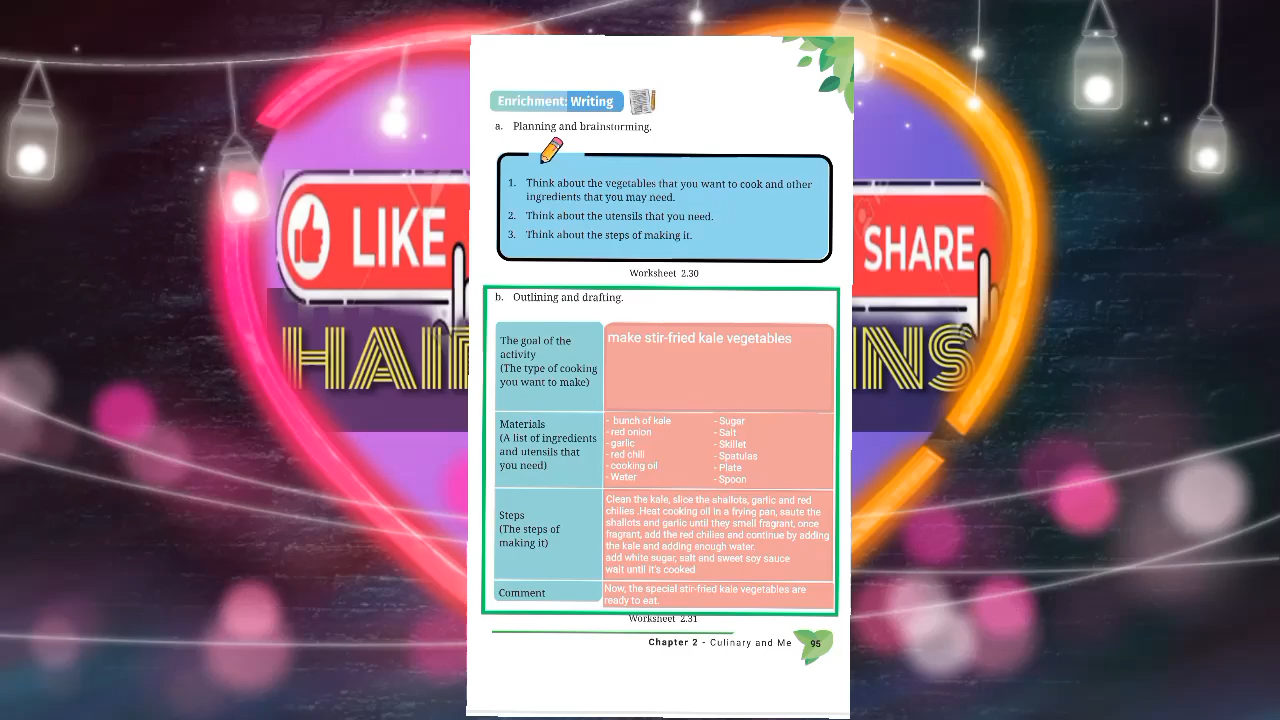 Enrichment: Writing
a. Planning and brainstorming.
1. Think about the vegetables that you want to cook and other
ingredients that you may need.
2. Think about the utensils that you need.
3. Think about the steps of making it.
Worksheet 2.30
b. Outlining and drafting.
The goal of the
activity
(The type of cooking
you want to make)
make stir-fried kale vegetables
Materials
(A list of ingredients
and utensils that
you need)
- bunch of kale
- red onion
- garlic
- red chili
- cooking oil
- Water
- Sugar
- Salt
- Skillet
- Spatulas
- Plate
- Spoon
Steps
(The steps of
making it)
Clean the kale, slice the shallots, garlic and red
chilies .Heat cooking oil in a frying pan, saute the
shallots and garlic until they smell fragrant, once
fragrant, add the red chilies and continue by adding
the kale and adding enough water.
add white sugar, salt and sweet soy sauce
wait until it's cooked
Comment
Now, the special stir-fried kale vegetables are
ready to eat.
Worksheet 2.31
Chapter 2 - Culinary and Me 95
LIKE
SHARE